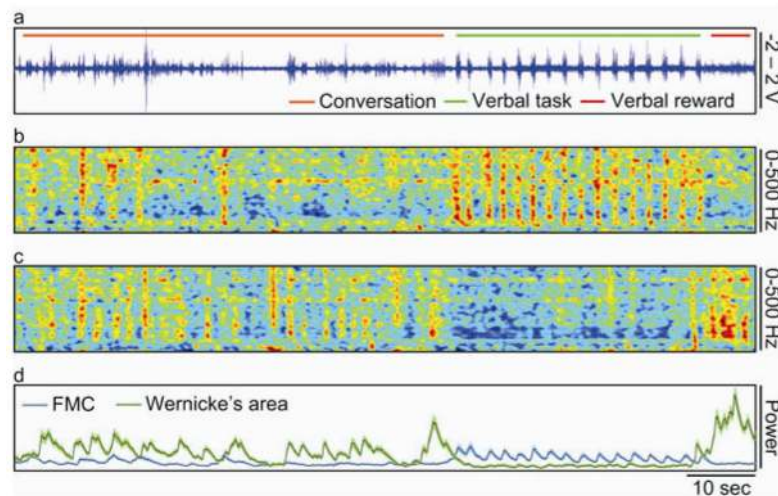 a
-2 – 2 V
Conversation Verbal task Verbal reward
b
0-500 Hz
c
0-500 Hz
d
FMC Wernicke's area
Power
10 sec